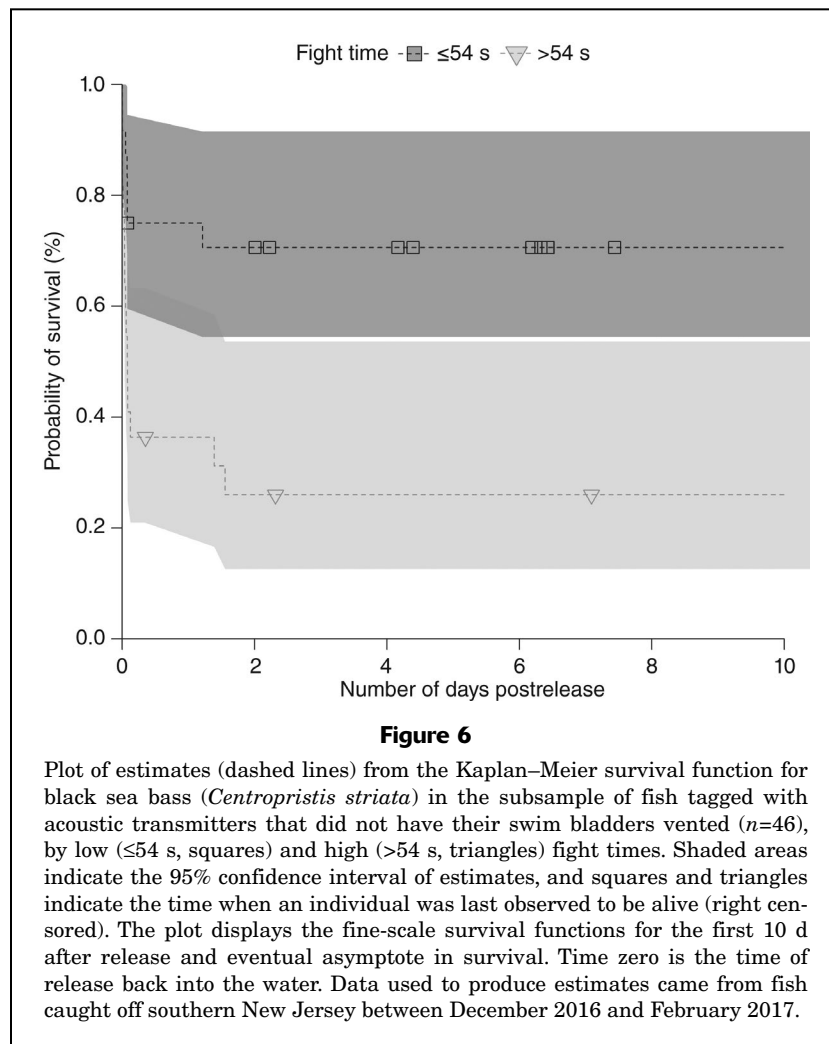 Fight time ≤54 s >54 s
1.0
0.8
0.6
0.4
0.2
0.0
Probability of survival (%)
0 2 4 6 8 10
Number of days postrelease
Figure 6
Plot of estimates (dashed lines) from the Kaplan–Meier survival function for
black sea bass (Centropristis striata) in the subsample of fish tagged with
acoustic transmitters that did not have their swim bladders vented (n=46),
by low (≤54 s, squares) and high (>54 s, triangles) fight times. Shaded areas
indicate the 95% confidence interval of estimates, and squares and triangles
indicate the time when an individual was last observed to be alive (right cen-
sored). The plot displays the fine-scale survival functions for the first 10 d
after release and eventual asymptote in survival. Time zero is the time of
release back into the water. Data used to produce estimates came from fish
caught off southern New Jersey between December 2016 and February 2017.